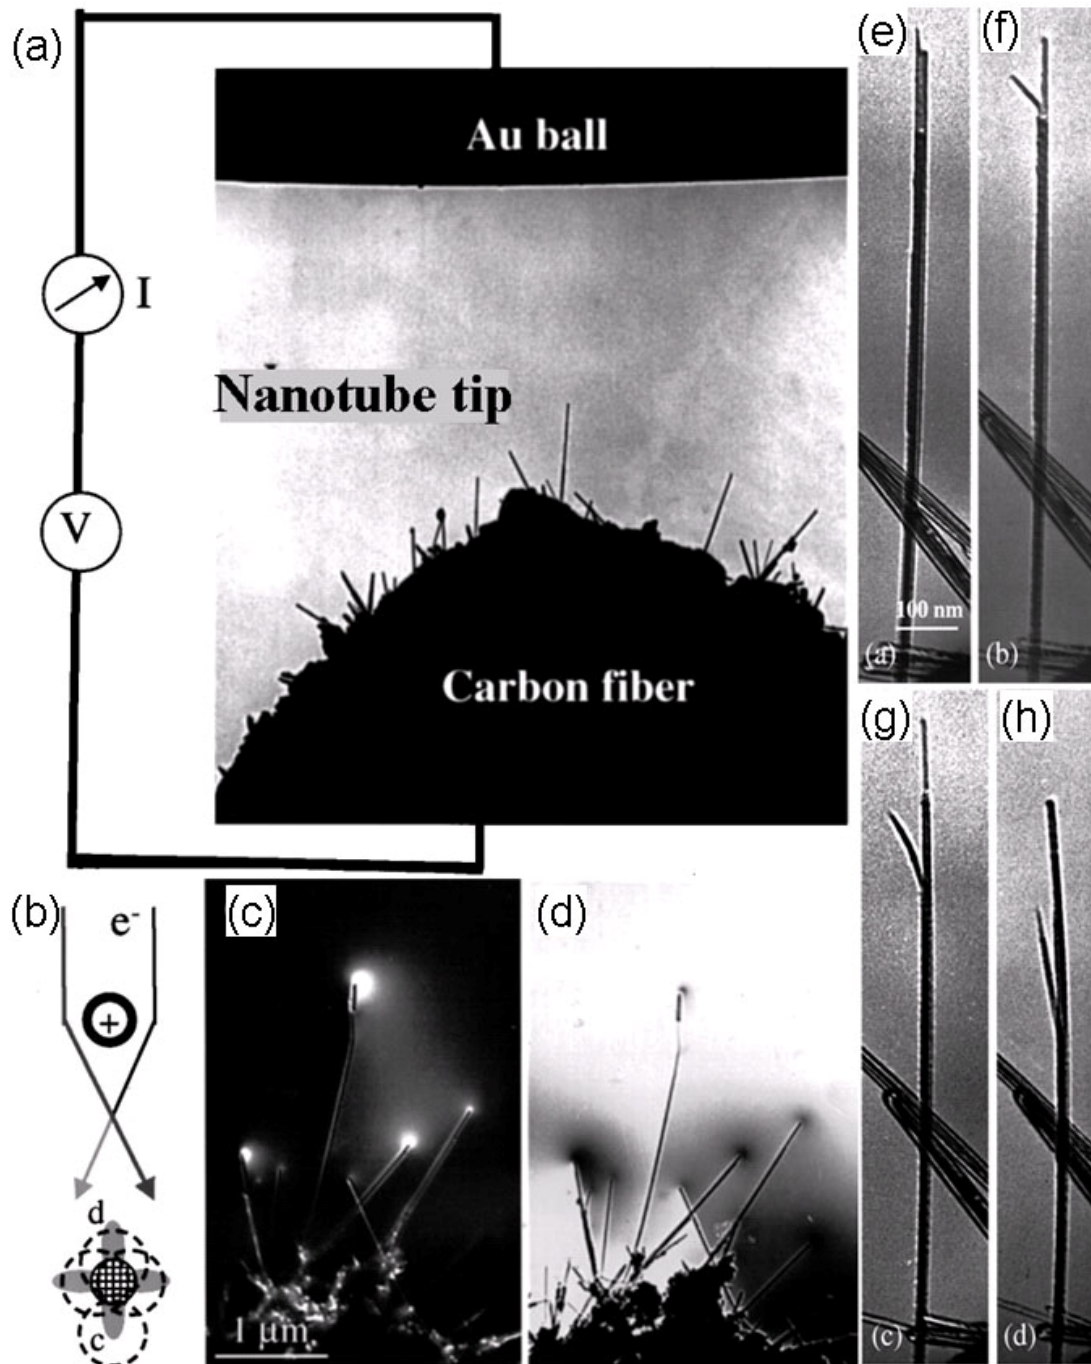 (a)
Au ball
I
Nanotube tip
V
Carbon fiber
(b)
e-
+
d
c
(c)
1 μm
(d)
(e)
100 nm
(a)
(f)
(b)
(g)
(c)
(h)
(d)